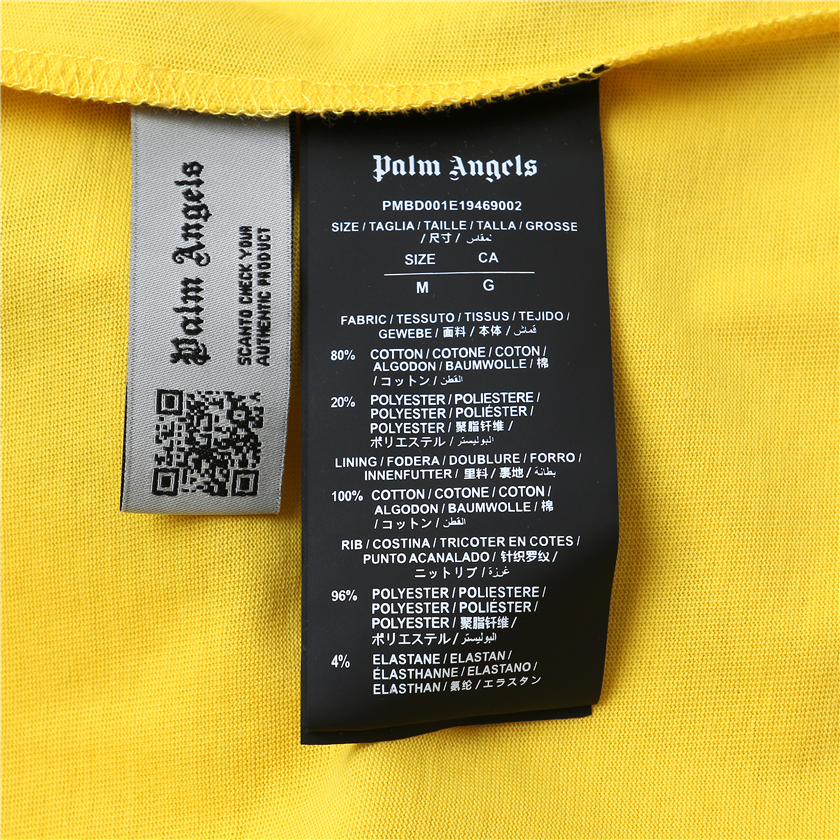 Palm Angels
SCANTO CHECK YOUR
AUTHENTIC PRODUCT
Palm Angels
PMBD001E19469002
SIZE / TAGLIA / TAILLE / TALLA / GROSSE
/ 尺寸 / مقاس
SIZE CA
M G
FABRIC / TESSUTO / TISSUS / TEJIDO /
GEWEBE / 面料 / 本体 / قماش
80% COTTON / COTONE / COTON /
ALGODON / BAUMWOLLE / 棉
/ コットン / القطن
20% POLYESTER / POLIESTERE /
POLYESTER / POLIÉSTER /
POLYESTER / 聚脂纤维 /
ポリエステル / البوليستر
LINING / FODERA / DOUBLURE / FORRO /
INNENFUTTER / 里料 / 裏地 / بطانة
100% COTTON / COTONE / COTON /
ALGODON / BAUMWOLLE / 棉
/ コットン / القطن
RIB / COSTINA / TRICOTER EN COTES /
PUNTO ACANALADO / 针织罗纹 /
ニットリブ / غرزة
96% POLYESTER / POLIESTERE /
POLYESTER / POLIÉSTER /
POLYESTER / 聚脂纤维 /
ポリエステル / البوليستر
4% ELASTANE / ELASTAN /
ÉLASTHANNE / ELASTANO /
ELASTHAN / 氨纶 / エラスタン